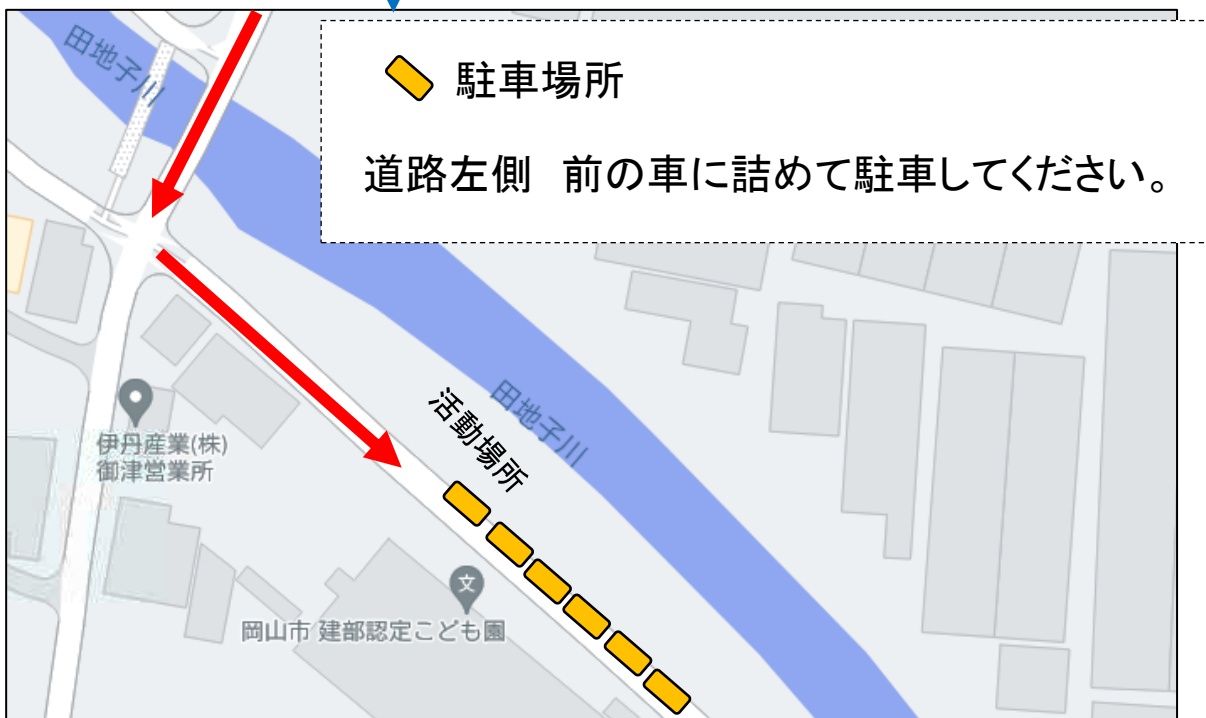 田地子川
駐車場所
道路左側　前の車に詰めて駐車してください。
活動場所
田地子川
伊丹産業(株)
御津営業所
文
岡山市 建部認定こども園